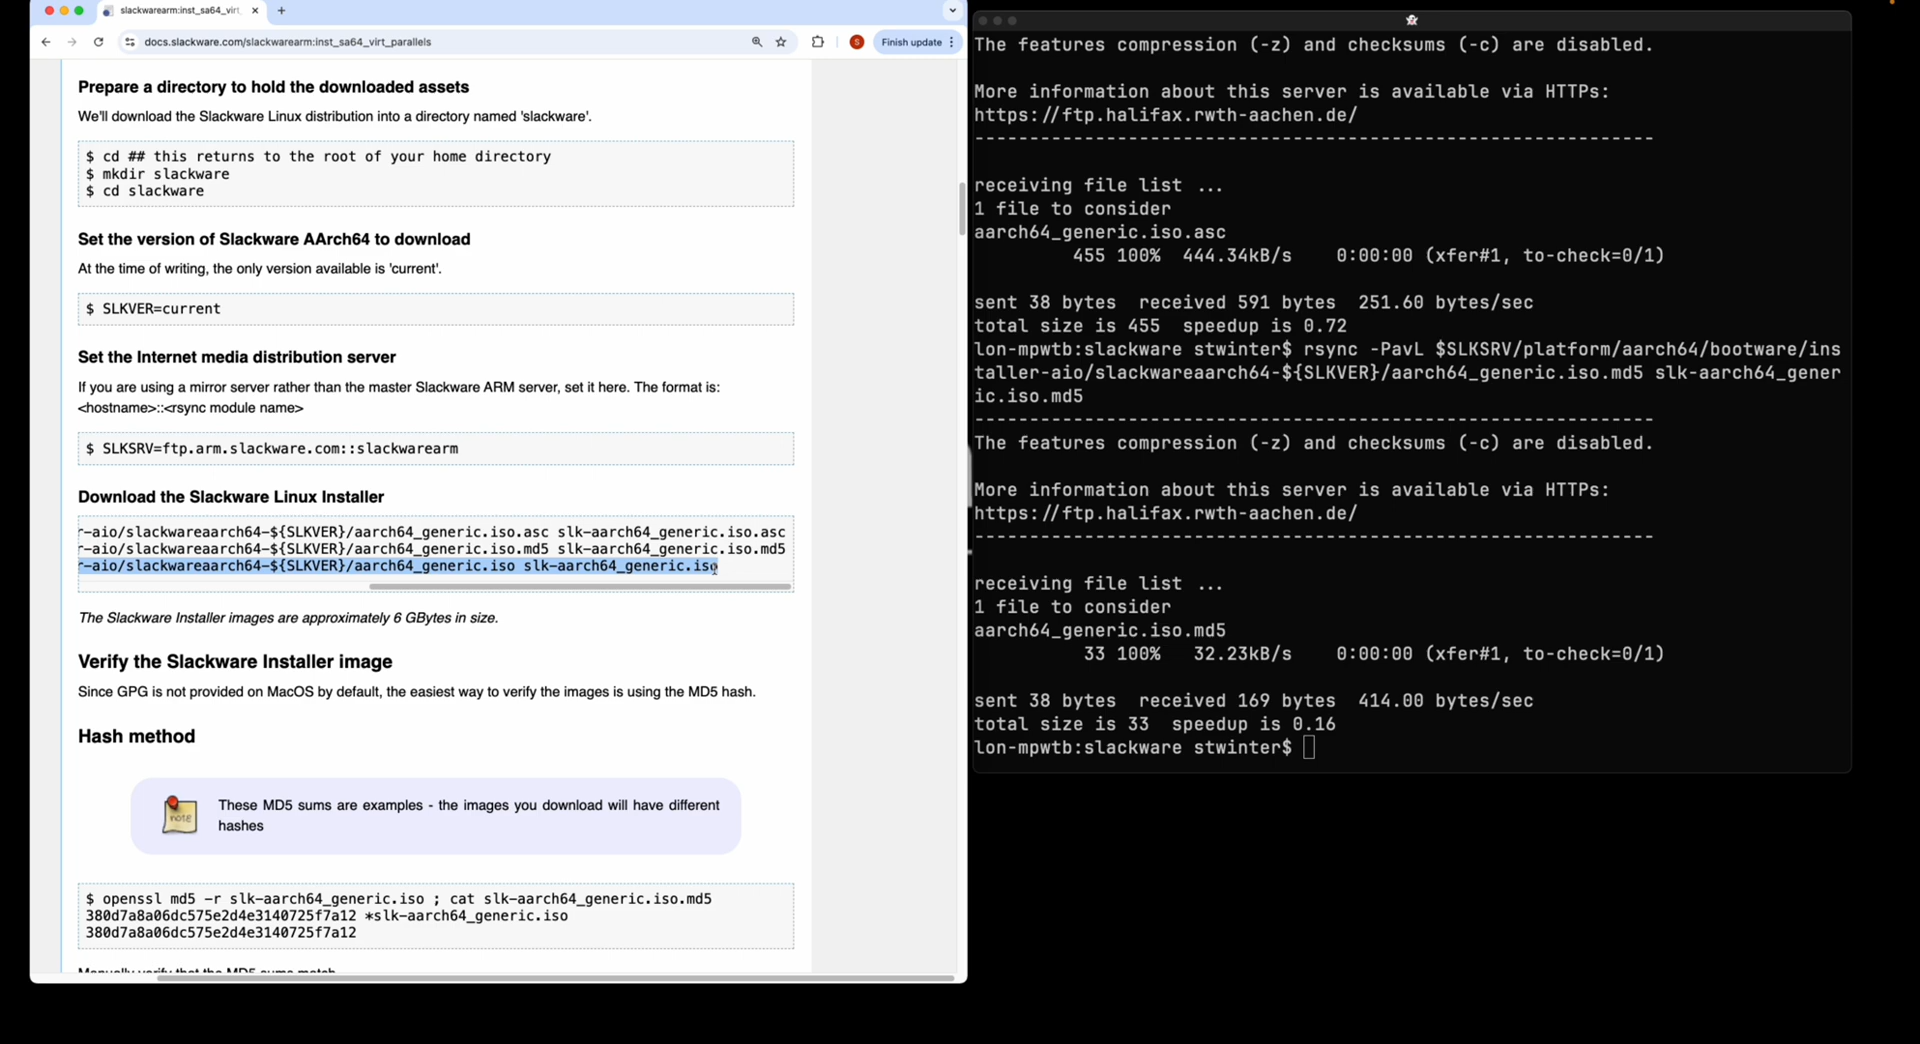 slackwarearm:inst_sa64_virt
docs.slackware.com/slackwarearm:inst_sa64_virt_parallels
S
Finish update
Prepare a directory to hold the downloaded assets
We'll download the Slackware Linux distribution into a directory named 'slackware'.
$ cd ## this returns to the root of your home directory
$ mkdir slackware
$ cd slackware
Set the version of Slackware AArch64 to download
At the time of writing, the only version available is 'current'.
$ SLKVER=current
Set the Internet media distribution server
If you are using a mirror server rather than the master Slackware ARM server, set it here. The format is:
<hostname>::<rsync module name>
$ SLKSRV=ftp.arm.slackware.com::slackwarearm
Download the Slackware Linux Installer
r-aio/slackwareaarch64-${SLKVER}/aarch64_generic.iso.asc slk-aarch64_generic.iso.asc
r-aio/slackwareaarch64-${SLKVER}/aarch64_generic.iso.md5 slk-aarch64_generic.iso.md5
r-aio/slackwareaarch64-${SLKVER}/aarch64_generic.iso slk-aarch64_generic.iso
The Slackware Installer images are approximately 6 GBytes in size.
Verify the Slackware Installer image
Since GPG is not provided on MacOS by default, the easiest way to verify the images is using the MD5 hash.
Hash method
note
These MD5 sums are examples - the images you download will have different
hashes
$ openssl md5 -r slk-aarch64_generic.iso ; cat slk-aarch64_generic.iso.md5
380d7a8a06dc575e2d4e3140725f7a12 *slk-aarch64_generic.iso
380d7a8a06dc575e2d4e3140725f7a12
Manually verify that the MD5 sums match
The features compression (-z) and checksums (-c) are disabled.
More information about this server is available via HTTPs:
https://ftp.halifax.rwth-aachen.de/
--------------------------------------------------------------
receiving file list ...
1 file to consider
aarch64_generic.iso.asc
455 100% 444.34kB/s 0:00:00 (xfer#1, to-check=0/1)
sent 38 bytes received 591 bytes 251.60 bytes/sec
total size is 455 speedup is 0.72
lon-mpwtb:slackware stwinter$ rsync -PavL $SLKSRV/platform/aarch64/bootware/ins
taller-aio/slackwareaarch64-${SLKVER}/aarch64_generic.iso.md5 slk-aarch64_gener
ic.iso.md5
--------------------------------------------------------------
The features compression (-z) and checksums (-c) are disabled.
More information about this server is available via HTTPs:
https://ftp.halifax.rwth-aachen.de/
--------------------------------------------------------------
receiving file list ...
1 file to consider
aarch64_generic.iso.md5
33 100% 32.23kB/s 0:00:00 (xfer#1, to-check=0/1)
sent 38 bytes received 169 bytes 414.00 bytes/sec
total size is 33 speedup is 0.16
lon-mpwtb:slackware stwinter$